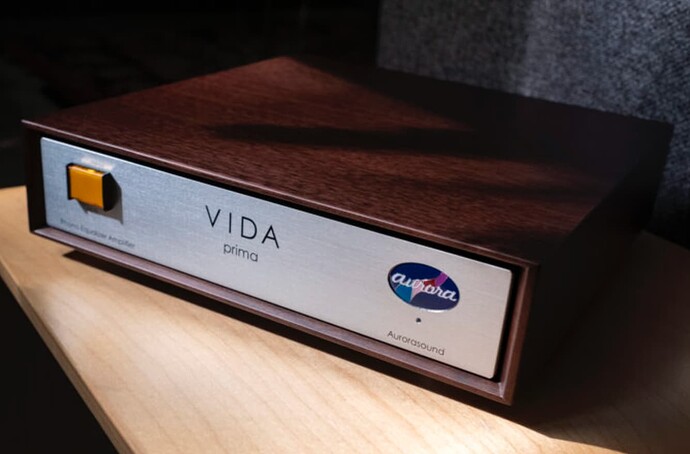 Phono Equalizer Amplifier
VIDA
prima
aurora
Aurorasound